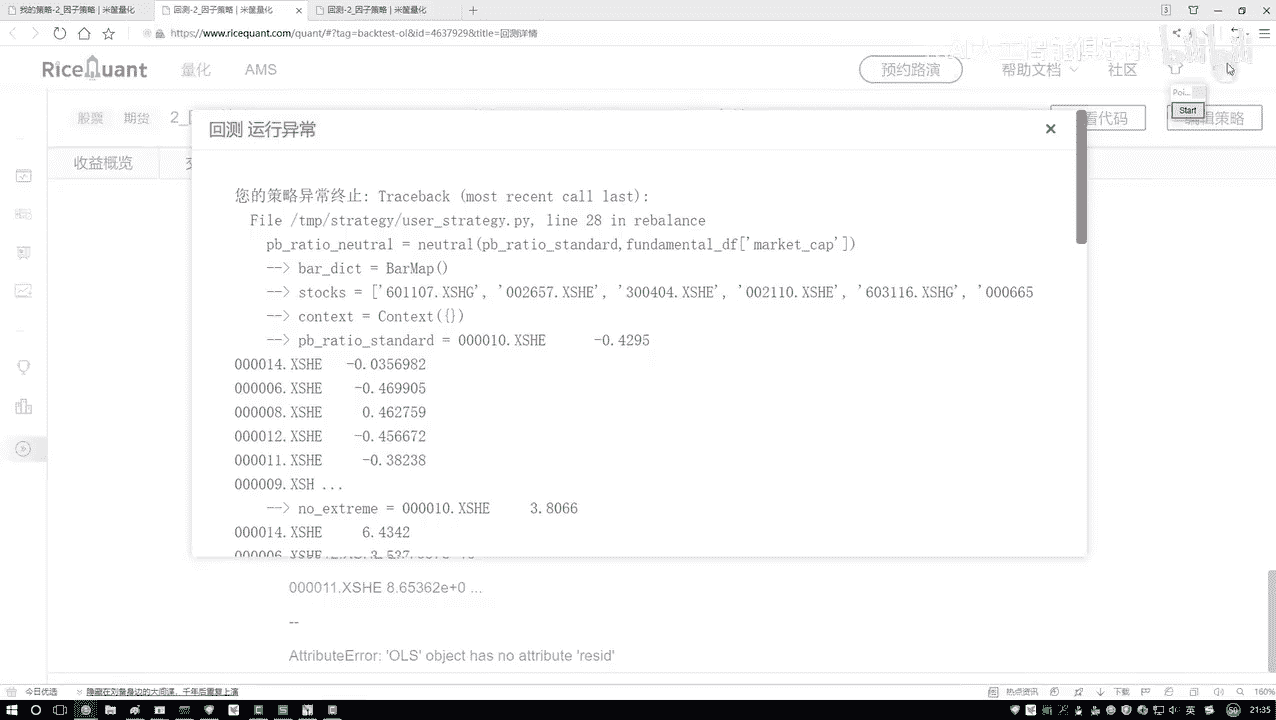 我的策略-2_因子策略 | 米筐量化
回测-2_因子策略 | 米筐量化
回测-2_因子策略 | 米筐量化
https://www.ricequant.com/quant/#?tag=backtest-ol&id=4637929&title=回测详情
RiceQuant
量化
AMS
预约路演
帮助文档
社区
Poi...
Start
股票
期货
2_
看代码
编辑策略
收益概览
回测 运行异常
×
您的策略异常终止: Traceback (most recent call last):
File /tmp/strategy/user_strategy.py, line 28 in rebalance
pb_ratio_neutral = neutral(pb_ratio_standard,fundamental_df['market_cap'])
--> bar_dict = BarMap()
--> stocks = ['601107.XSHG', '002657.XSHE', '300404.XSHE', '002110.XSHE', '603116.XSHG', '000665
--> context = Context({})
--> pb_ratio_standard = 000010.XSHE -0.4295
000014.XSHE -0.0356982
000006.XSHE -0.469905
000008.XSHE 0.462759
000012.XSHE -0.456672
000011.XSHE -0.38238
000009.XSH ...
--> no_extreme = 000010.XSHE 3.8066
000014.XSHE 6.4342
000006.XSHE 3.537
000011.XSHE 8.65362e+0 ...
--
AttributeError: 'OLS' object has no attribute 'resid'
今日优选
隐藏在刘备身边的大间谍，千年后露复上演
热点资讯
下载
160%
英
21:35